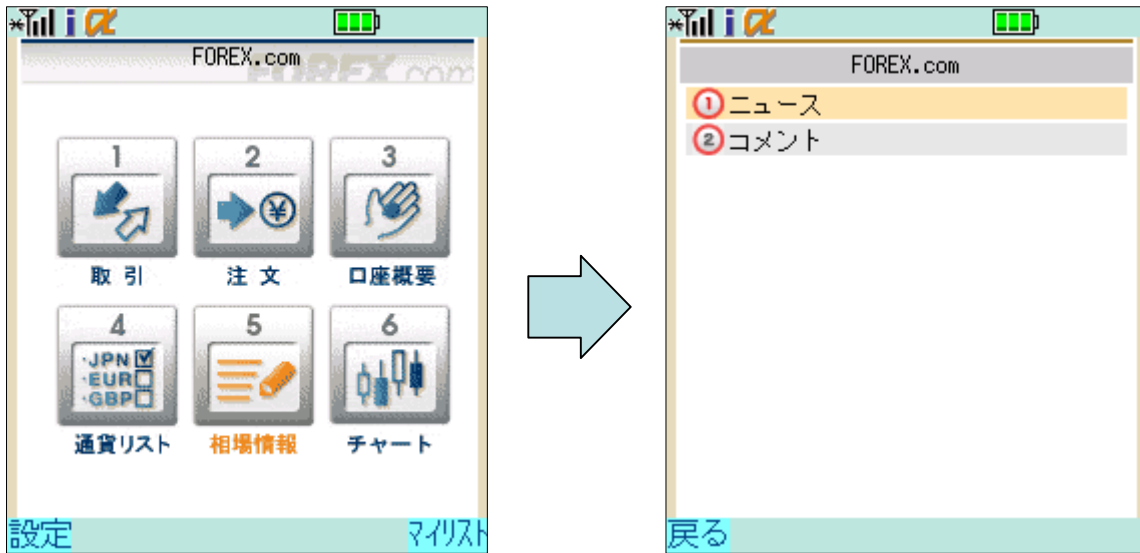 FOREX.com
FOREX com
1 2 3
取引 注文 口座概要
4 5 6
・JPN
・EUR
・GBP
通貨リスト 相場情報 チャート
設定 マイリスト
FOREX.com
①ニュース
②コメント
戻る